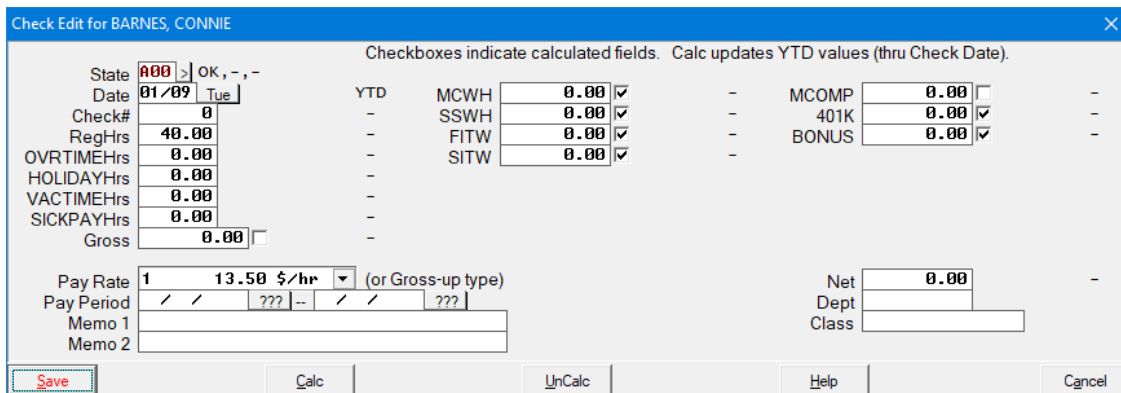 Check Edit for BARNES, CONNIE
Checkboxes indicate calculated fields. Calc updates YTD values (thru Check Date).
State A00 > OK,-,-
Date 01/09 Tue YTD MCWH 0.00 - MCOMP 0.00 -
Check# 0 - SSWH 0.00 - 401K 0.00 -
RegHrs 40.00 - FITW 0.00 - BONUS 0.00 -
OVRTIMEHrs 0.00 - SITW 0.00 -
HOLIDAYHrs 0.00 -
VACTIMEHrs 0.00 -
SICKPAYHrs 0.00 -
Gross 0.00 -
Pay Rate 1 13.50 $/hr (or Gross-up type) Net 0.00 -
Pay Period / / ??? -- / / ??? Dept
Memo 1 Class
Memo 2
Save Calc UnCalc Help Cancel